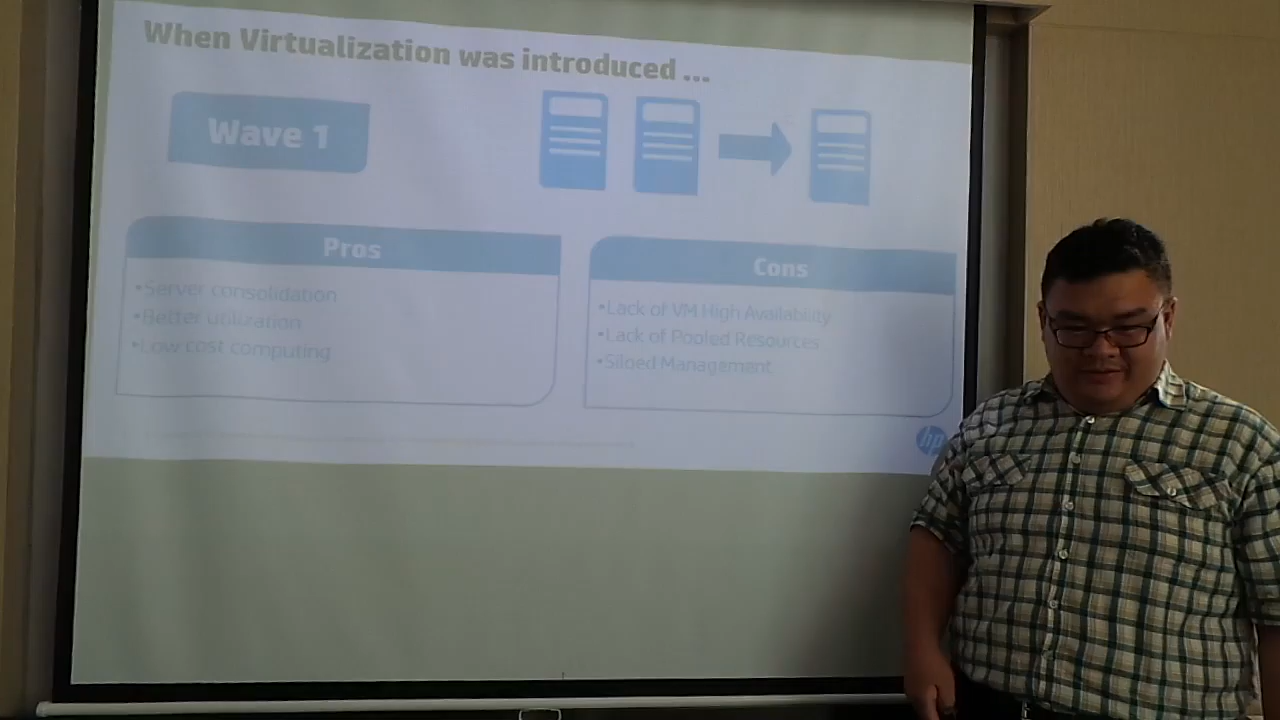 When Virtualization was introduced ...
Wave 1
Pros
•Server consolidation
•Better utilization
•Low cost computing
Cons
•Lack of VM High Availability
•Lack of Pooled Resources
•Siloed Management
hp